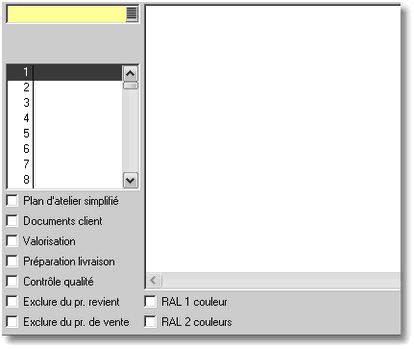 1
2
3
4
5
6
7
8
Plan d'atelier simplifié
Documents client
Valorisation
Préparation livraison
Contrôle qualité
Exclure du pr. revient
RAL 1 couleur
Exclure du pr. de vente
RAL 2 couleurs